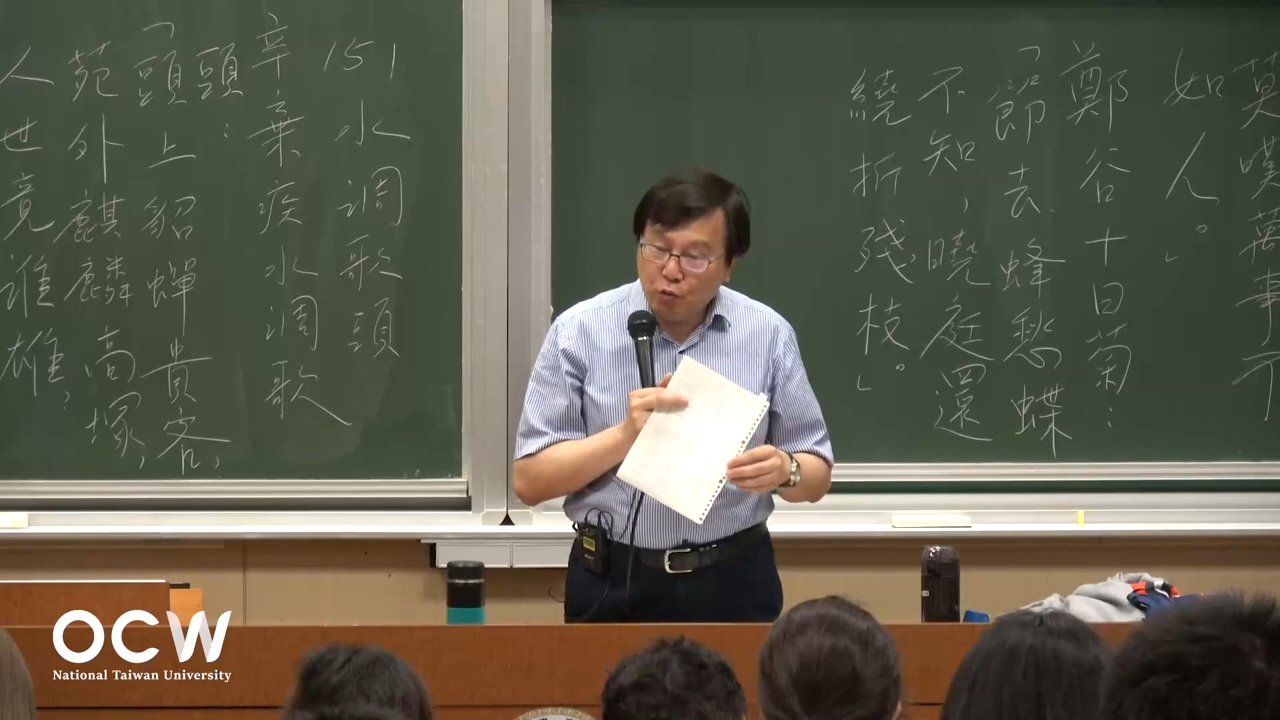 莫嘆萬事不
如人。」
鄭谷十日菊：
「節去蜂愁蝶
不知，曉庭還
繞折殘枝。」
151 水調歌頭
辛棄疾水調歌
頭：
「頭上貂蟬貴客，
苑外麒麟高塚，
人世竟誰雄，
OCW
National Taiwan University